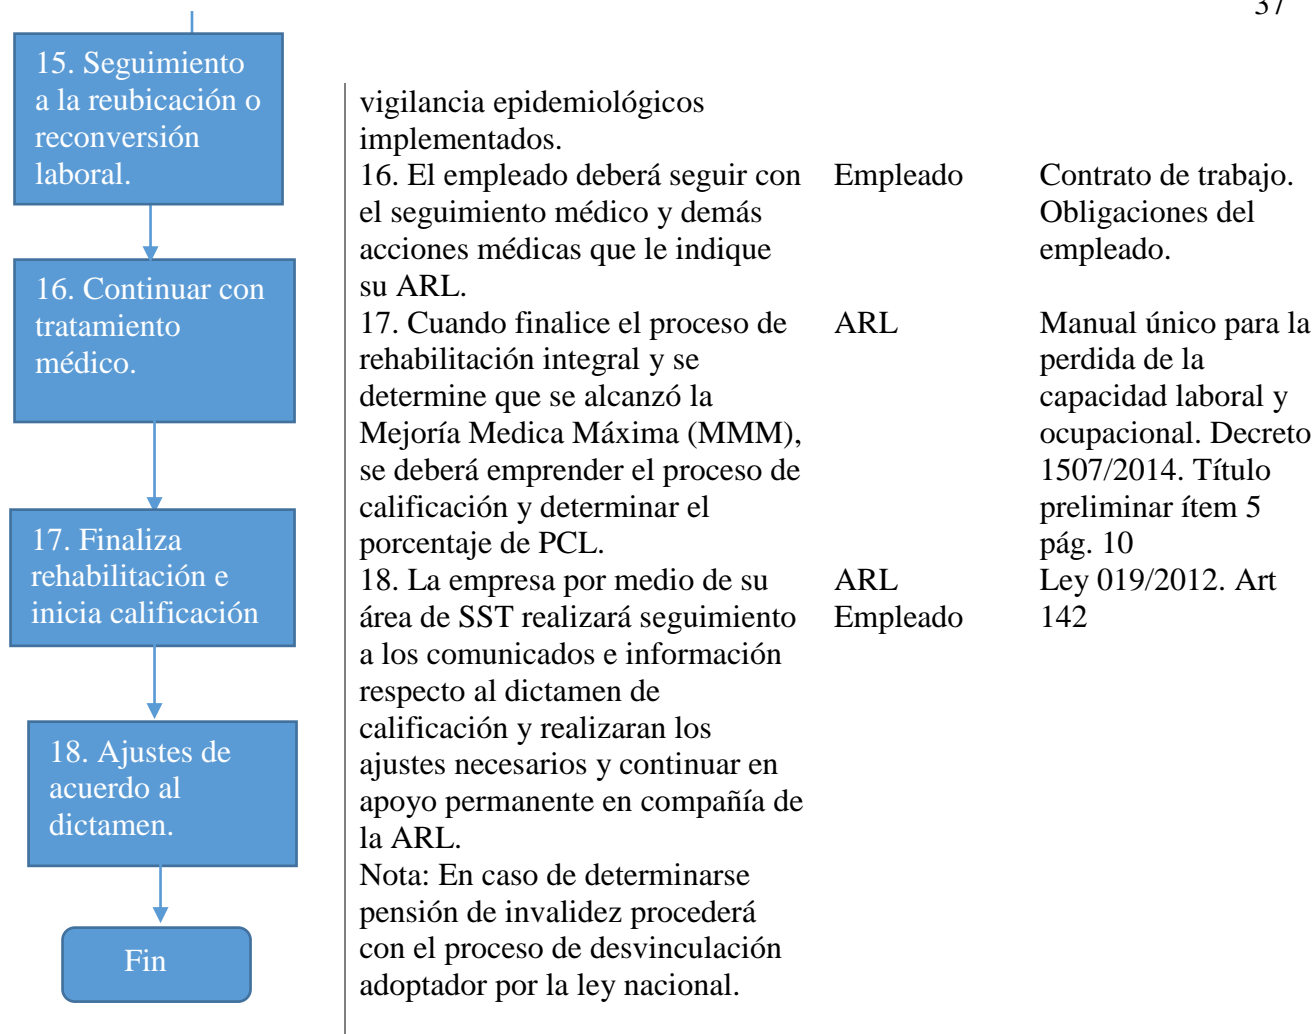 37
15. Seguimiento
a la reubicación o
reconversión
laboral.
16. Continuar con
tratamiento
médico.
17. Finaliza
rehabilitación e
inicia calificación
18. Ajustes de
acuerdo al
dictamen.
Fin
vigilancia epidemiológicos
implementados.
16. El empleado deberá seguir con
el seguimiento médico y demás
acciones médicas que le indique
su ARL.
Empleado
Contrato de trabajo.
Obligaciones del
empleado.
17. Cuando finalice el proceso de
rehabilitación integral y se
determine que se alcanzó la
Mejoría Medica Máxima (MMM),
se deberá emprender el proceso de
calificación y determinar el
porcentaje de PCL.
ARL
Manual único para la
perdida de la
capacidad laboral y
ocupacional. Decreto
1507/2014. Título
preliminar ítem 5
pág. 10
18. La empresa por medio de su
área de SST realizará seguimiento
a los comunicados e información
respecto al dictamen de
calificación y realizaran los
ajustes necesarios y continuar en
apoyo permanente en compañía de
la ARL.
Nota: En caso de determinarse
pensión de invalidez procederá
con el proceso de desvinculación
adoptador por la ley nacional.
ARL
Empleado
Ley 019/2012. Art
142